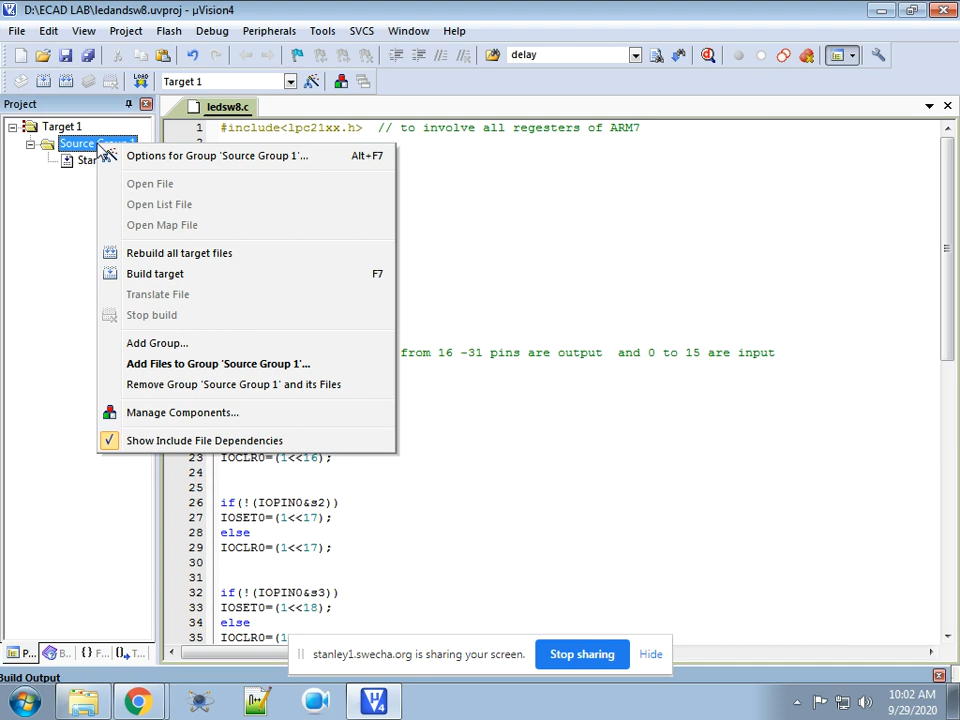 D:\ECAD LAB\ledandsw8.uvproj - µVision4
File Edit View Project Flash Debug Peripherals Tools SVCS Window Help
delay
LOAD Target 1
Project
ledsw8.c
Target 1
Source Group 1
Star
Options for Group 'Source Group 1'... Alt+F7
Open File
Open List File
Open Map File
Rebuild all target files
Build target F7
Translate File
Stop build
Add Group...
Add Files to Group 'Source Group 1'...
Remove Group 'Source Group 1' and its Files
Manage Components...
Show Include File Dependencies
1 #include<lpc21xx.h> // to involve all regesters of ARM7
2
from 16 -31 pins are output and 0 to 15 are input
23 IOCLR0=(1<<16);
24
25
26 if(!(IOPIN0&s2))
27 IOSET0=(1<<17);
28 else
29 IOCLR0=(1<<17);
30
31
32 if(!(IOPIN0&s3))
33 IOSET0=(1<<18);
34 else
35 IOCLR0=(1
P... B... {} F... T...
stanley1.swecha.org is sharing your screen. Stop sharing Hide
Build Output
10:02 AM
9/29/2020